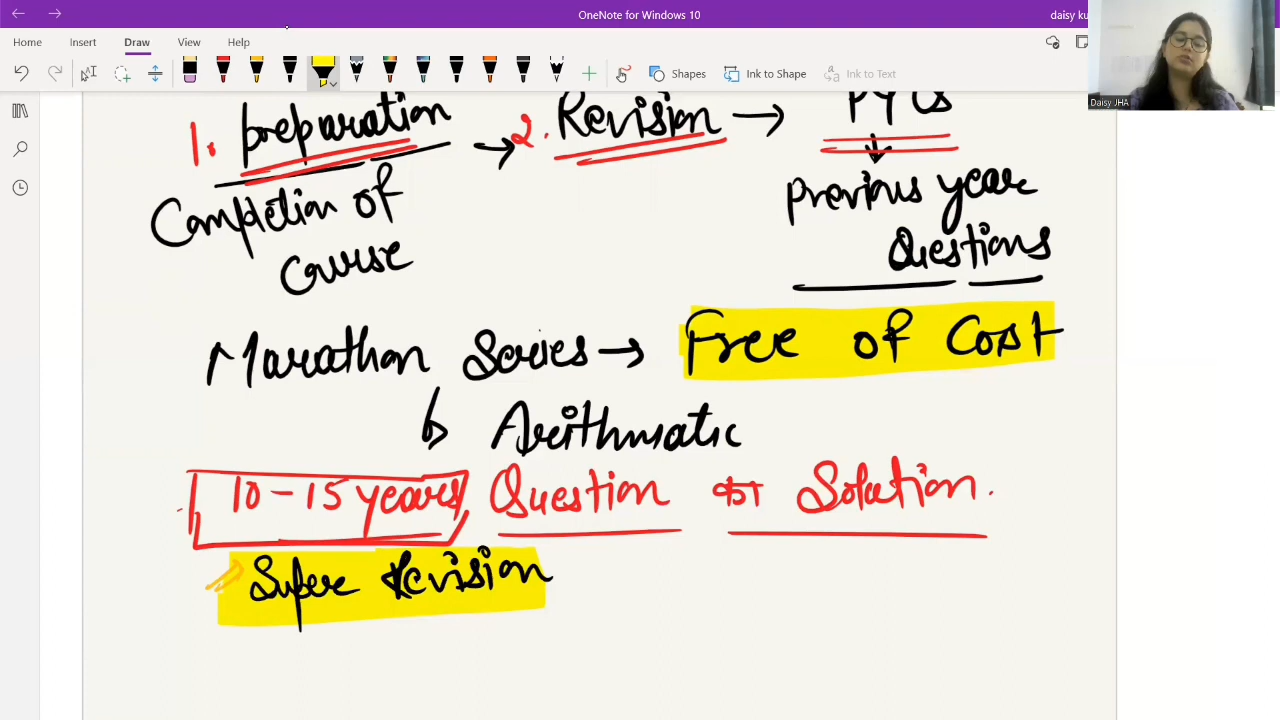 OneNote for Windows 10
daisy ku
Home Insert Draw View Help
Shapes Ink to Shape Ink to Text
Daisy JHA
1. preparation → 2. Revision → PYQs
Completion of course
previous year Questions
Marathon Series → Free of Cost
Arithmatic
10-15 years Question Solution.
Super Revision